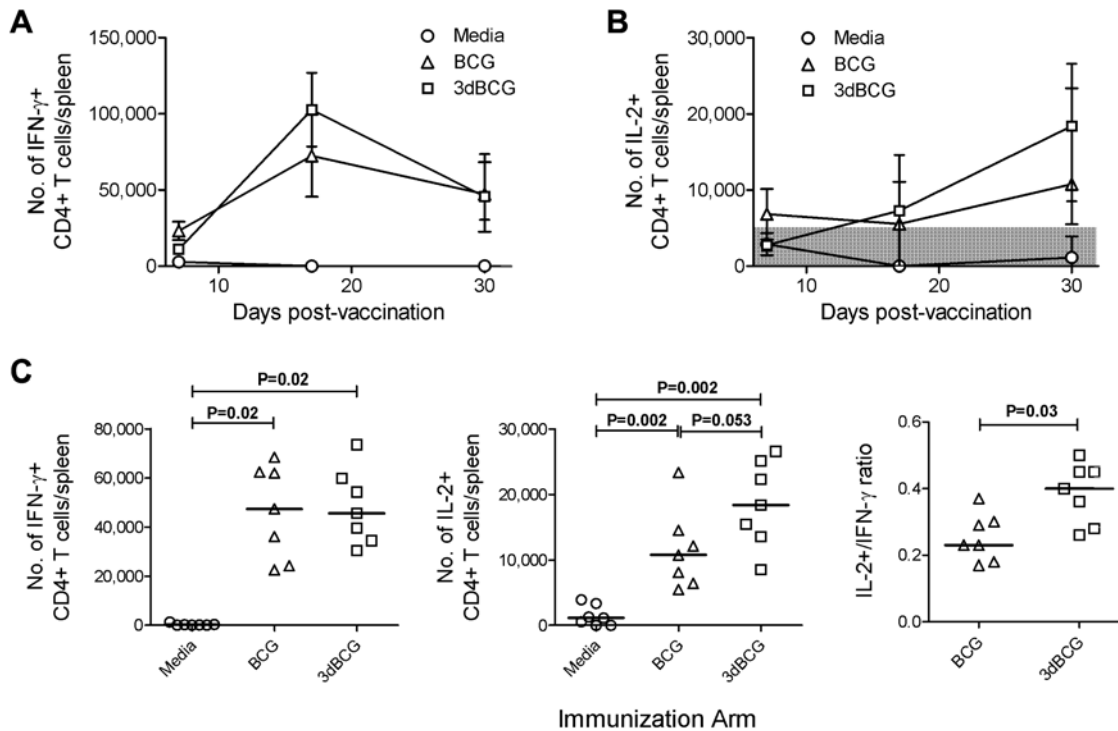 A
No. of IFN-γ+
CD4+ T cells/spleen
150,000
100,000
50,000
0
10
20
30
Days post-vaccination
Media
BCG
3dBCG
B
No. of IL-2+
CD4+ T cells/spleen
30,000
20,000
10,000
0
10
20
30
Days post-vaccination
Media
BCG
3dBCG
C
No. of IFN-γ+
CD4+ T cells/spleen
80,000
60,000
40,000
20,000
0
P=0.02
P=0.02
Media
BCG
3dBCG
No. of IL-2+
CD4+ T cells/spleen
30,000
20,000
10,000
0
P=0.002
P=0.002
P=0.053
Media
BCG
3dBCG
IL-2+/IFN-γ ratio
0.6
0.4
0.2
0.0
P=0.03
BCG
3dBCG
Immunization Arm